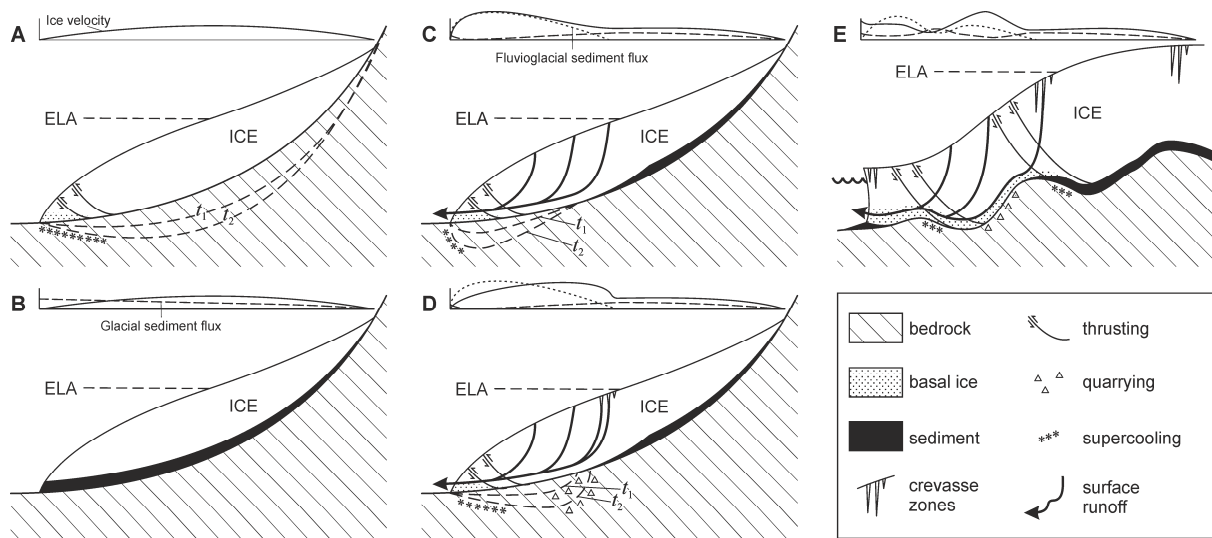 A
Ice velocity
ELA
ICE
t1
t2
B
Glacial sediment flux
ELA
ICE
C
Fluvioglacial sediment flux
ELA
ICE
t1
t2
D
ELA
ICE
t1
t2
E
ELA
ICE
bedrock
thrusting
basal ice
quarrying
sediment
supercooling
crevasse
zones
surface
runoff